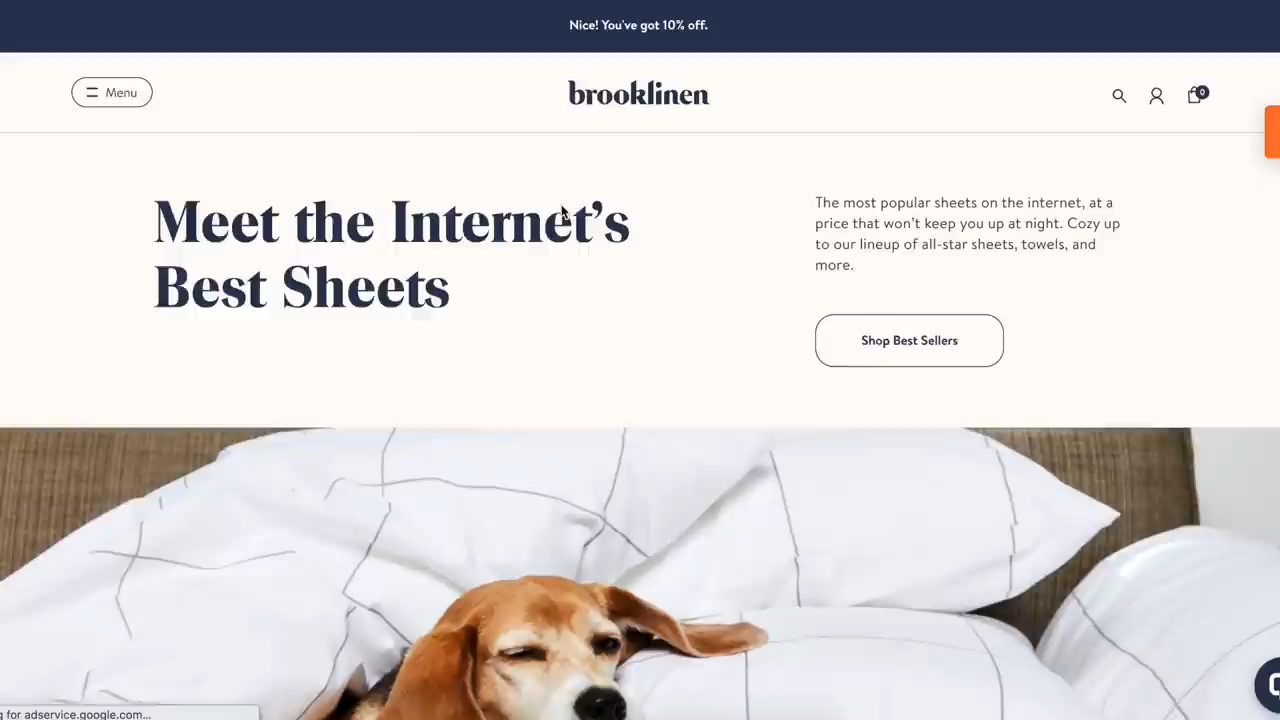 Nice! You've got 10% off.
Menu
brooklinen
0
Meet the Internet's
Best Sheets
The most popular sheets on the internet, at a
price that won't keep you up at night. Cozy up
to our lineup of all-star sheets, towels, and
more.
Shop Best Sellers
g for adservice.google.com...